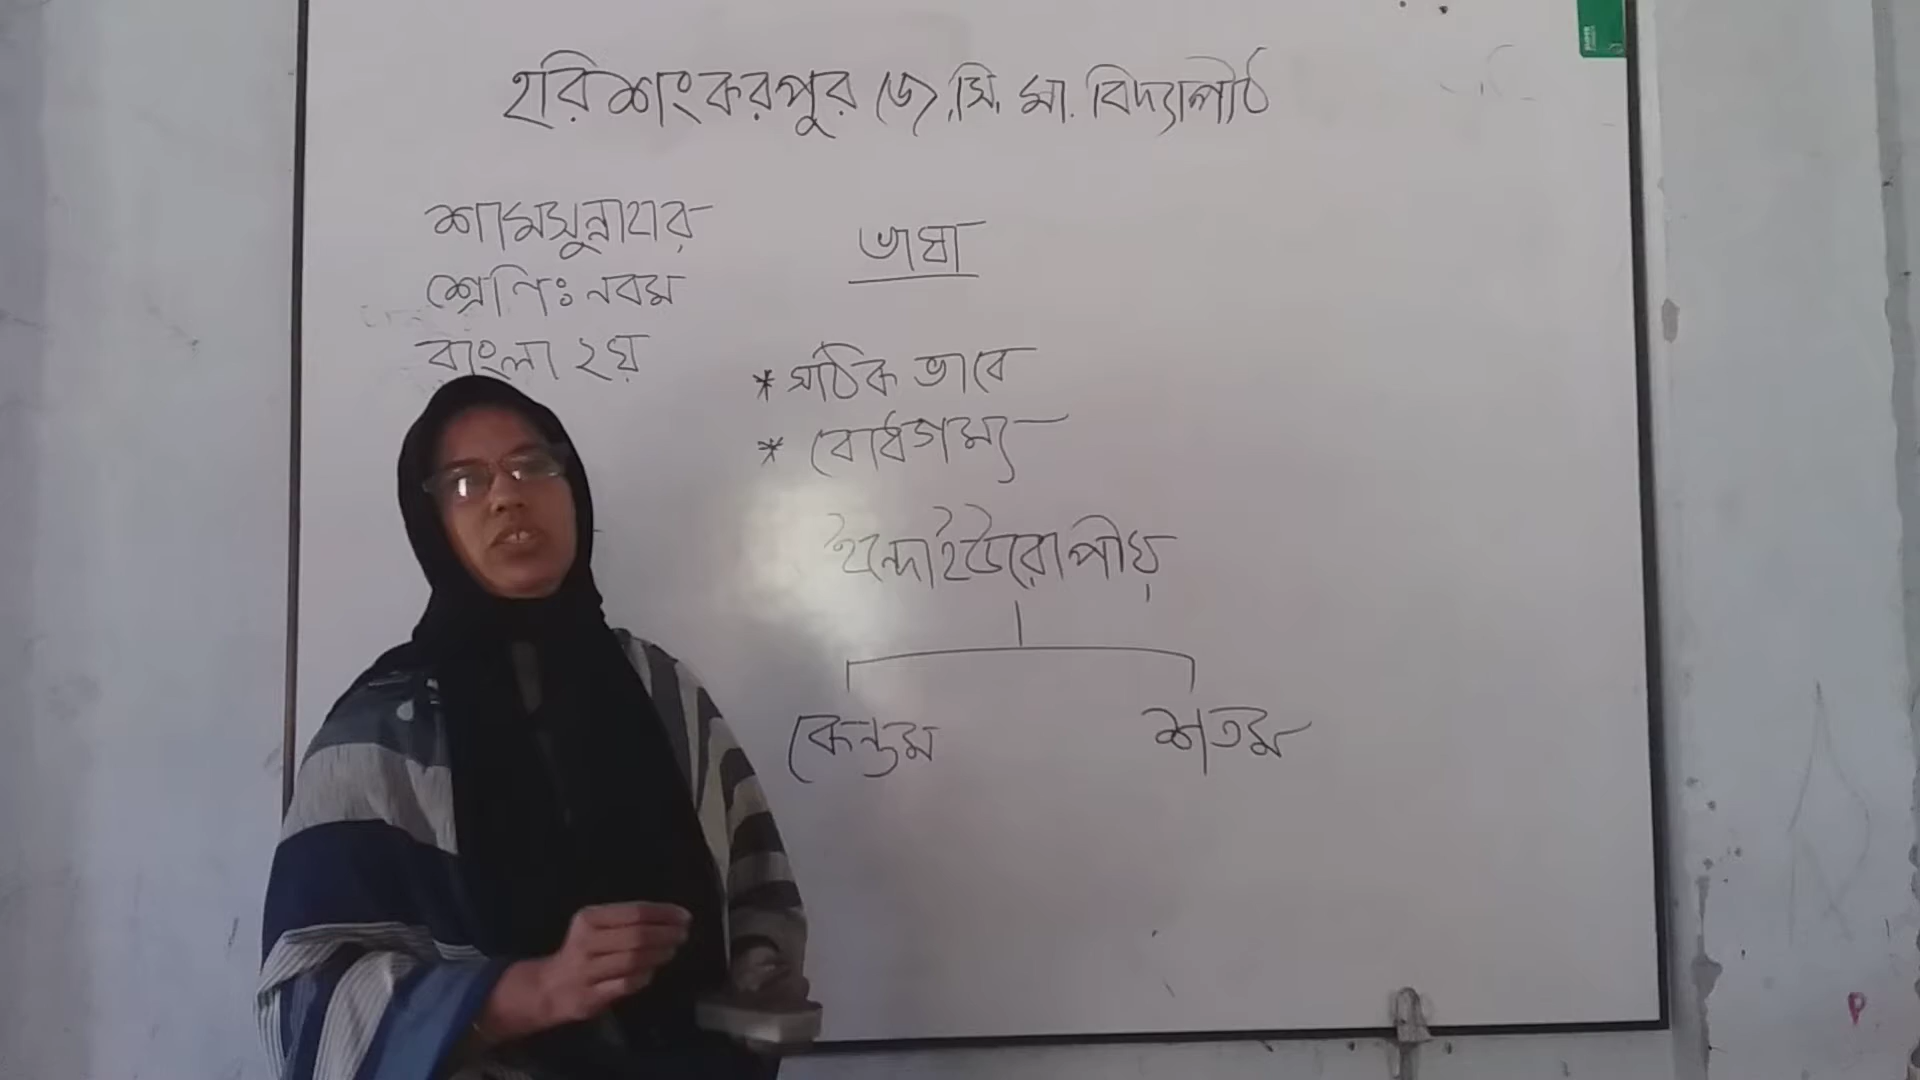 হরিশংকরপুর জে.সি. মা. বিদ্যাপীঠ
শামসুন্নাহার
শ্রেণিঃ নবম
বাংলা ২য়
ভাষা
* সঠিক ভাবে
* বোধগম্য
ইন্দোইউরোপীয়
কেন্তুম শতম
P